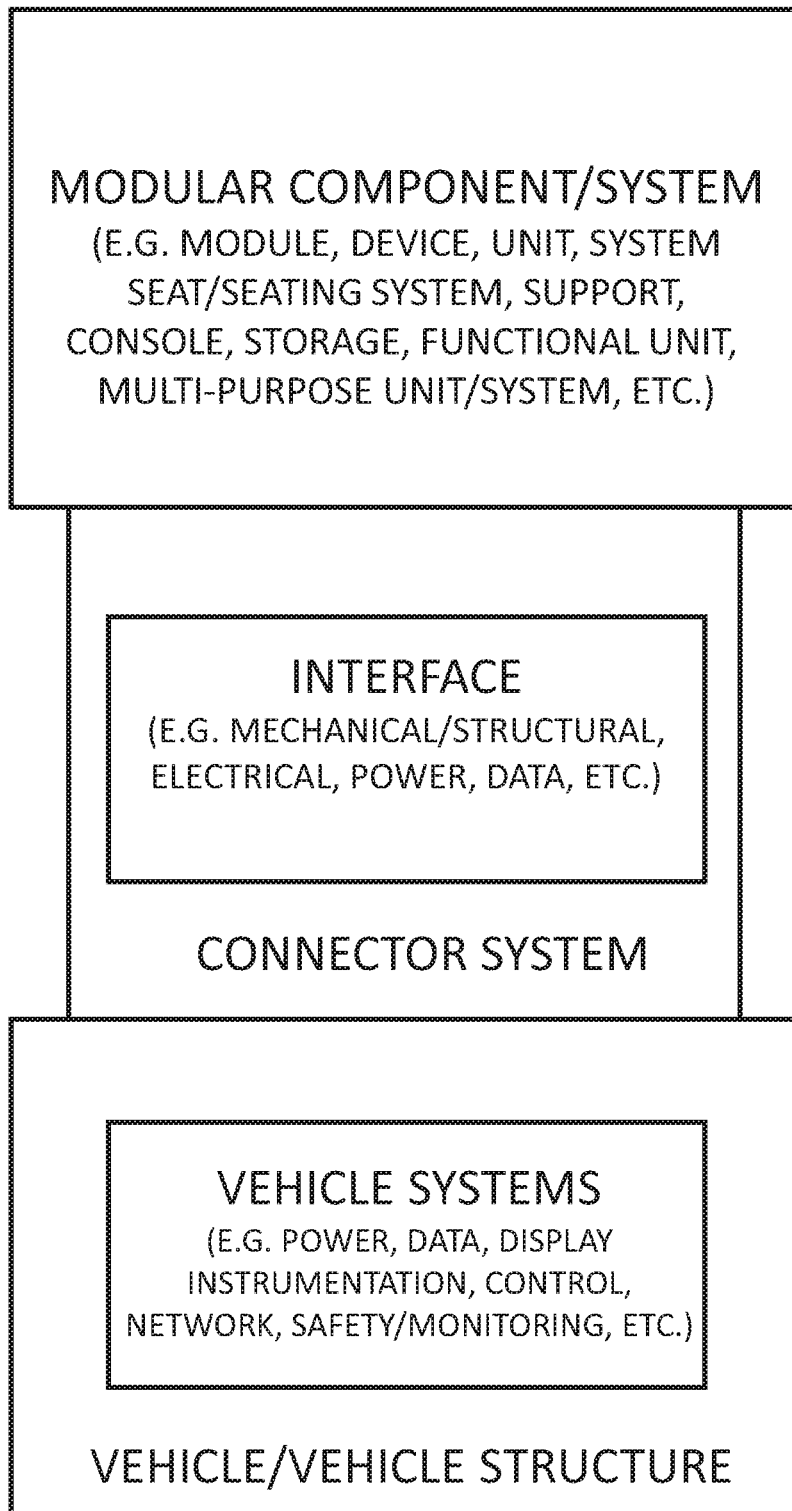 MODULAR COMPONENT/SYSTEM
(E.G. MODULE, DEVICE, UNIT, SYSTEM
SEAT/SEATING SYSTEM, SUPPORT,
CONSOLE, STORAGE, FUNCTIONAL UNIT,
MULTI-PURPOSE UNIT/SYSTEM, ETC.)
INTERFACE
(E.G. MECHANICAL/STRUCTURAL,
ELECTRICAL, POWER, DATA, ETC.)
CONNECTOR SYSTEM
VEHICLE SYSTEMS
(E.G. POWER, DATA, DISPLAY
INSTRUMENTATION, CONTROL,
NETWORK, SAFETY/MONITORING, ETC.)
VEHICLE/VEHICLE STRUCTURE